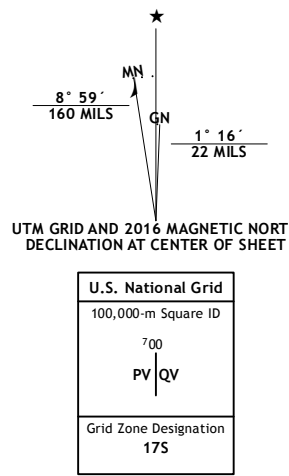 ★
MN
8° 59´
160 MILS
GN
1° 16´
22 MILS
UTM GRID AND 2016 MAGNETIC NORT
DECLINATION AT CENTER OF SHEET
U.S. National Grid
100,000-m Square ID
⁷00
PV QV
Grid Zone Designation
17S